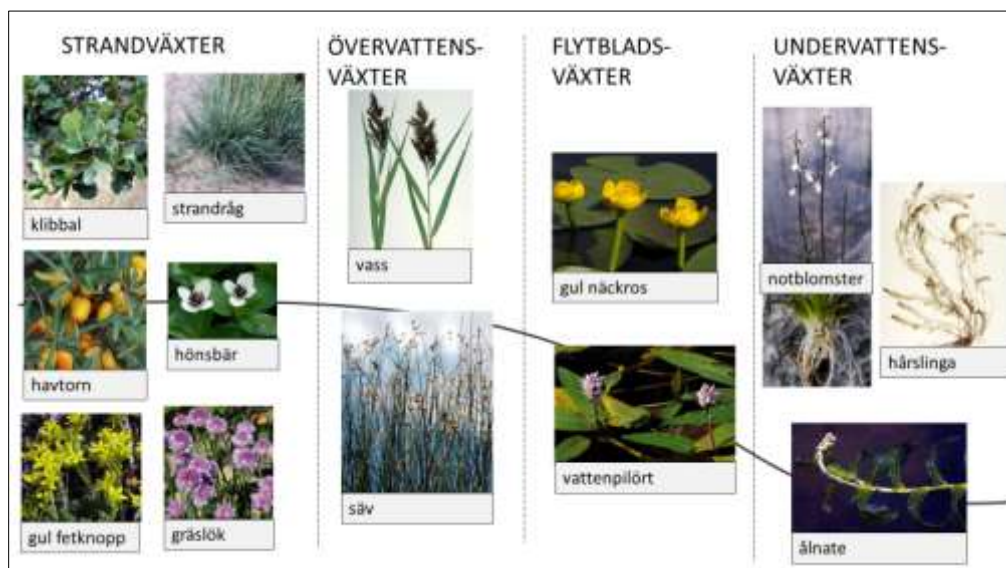 STRANDVÄXTER
klibbal
strandråg
havtorn
hönsbär
gul fetknopp
gräslök
ÖVERVATTENS-
VÄXTER
vass
säv
FLYTBLADS-
VÄXTER
gul näckros
vattenpilört
UNDERVATTENS-
VÄXTER
notblomster
hårslinga
ålnate